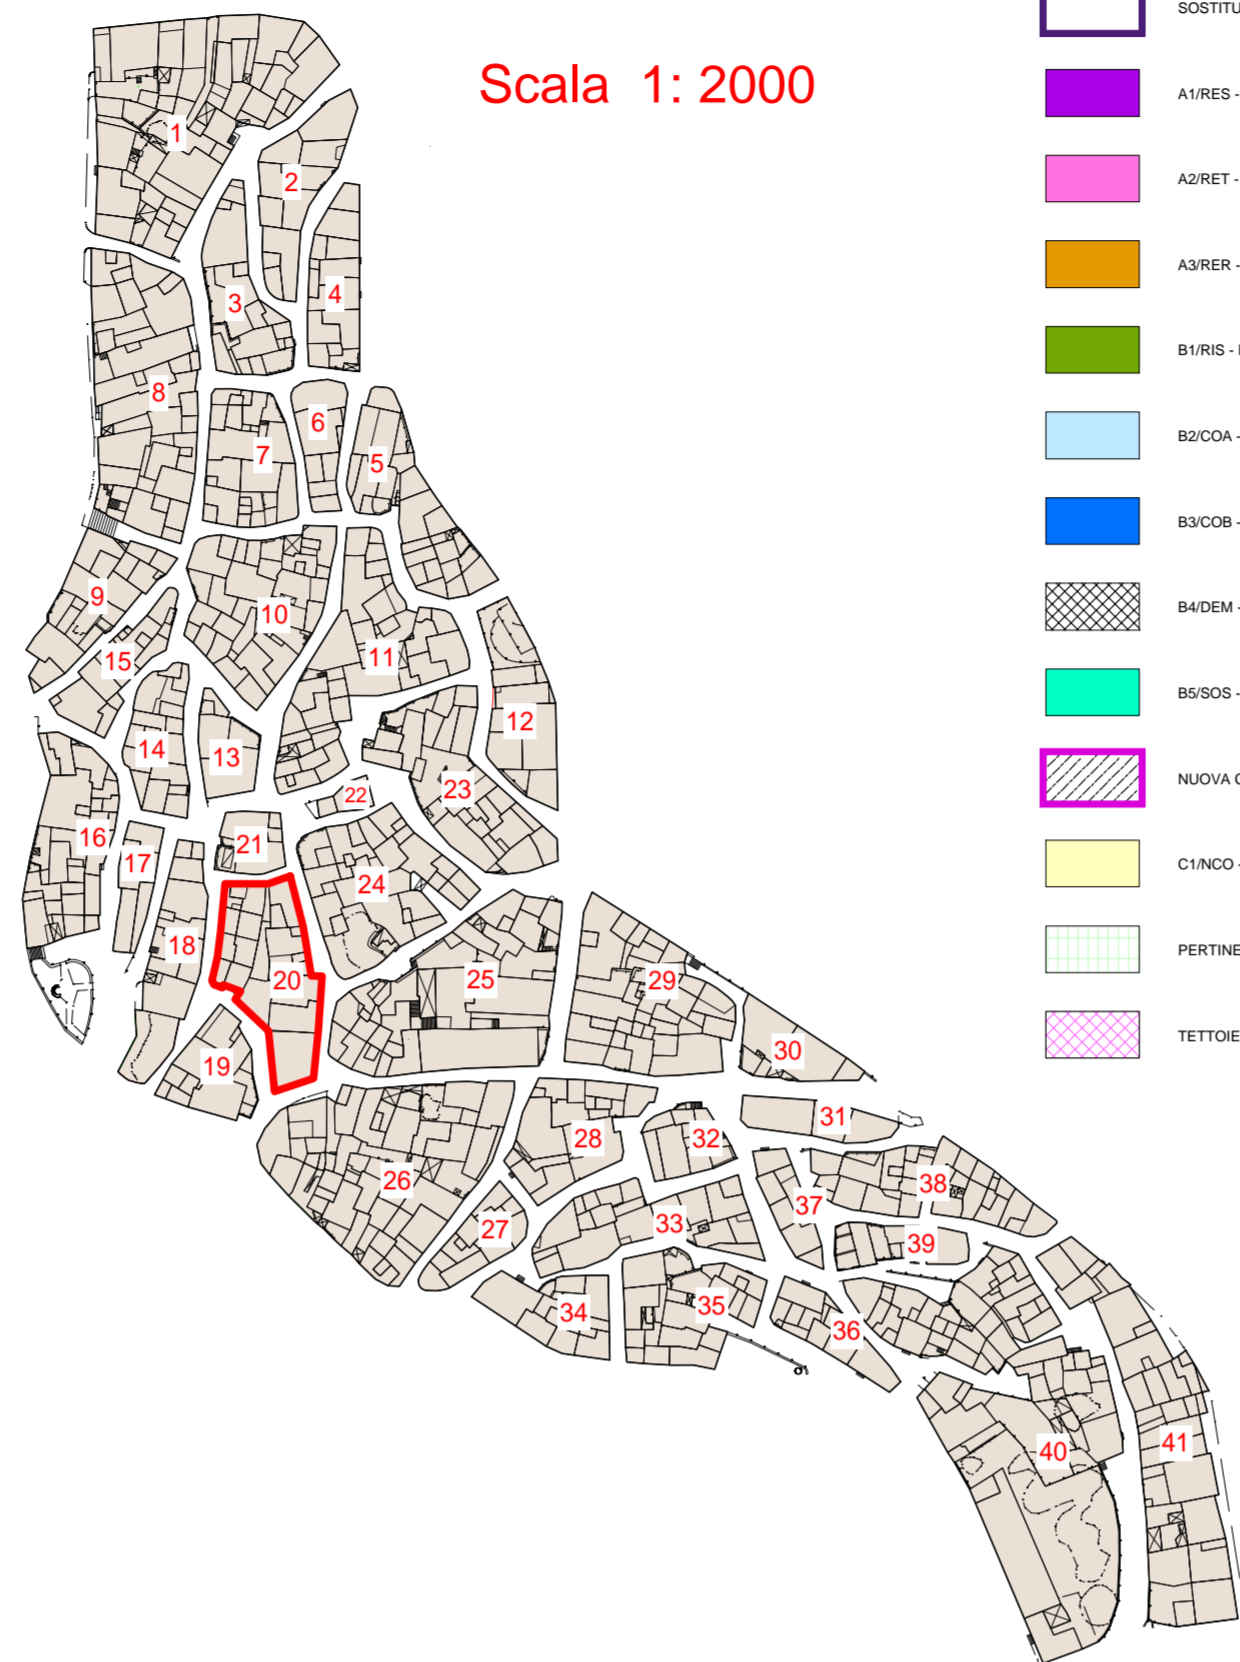 Scala 1: 2000
SOSTITU
A1/RES -
A2/RET -
A3/RER -
B1/RIS -
B2/COA -
B3/COB -
B4/DEM -
B5/SOS -
NUOVA
C1/NCO -
PERTINE
TETTOIE
1
2
3
4
8
6
7
5
9
10
15
11
14
13
12
22
23
16
17
21
24
18
20
25
29
19
30
31
28
32
26
38
37
27
33
39
34
35
36
40
41